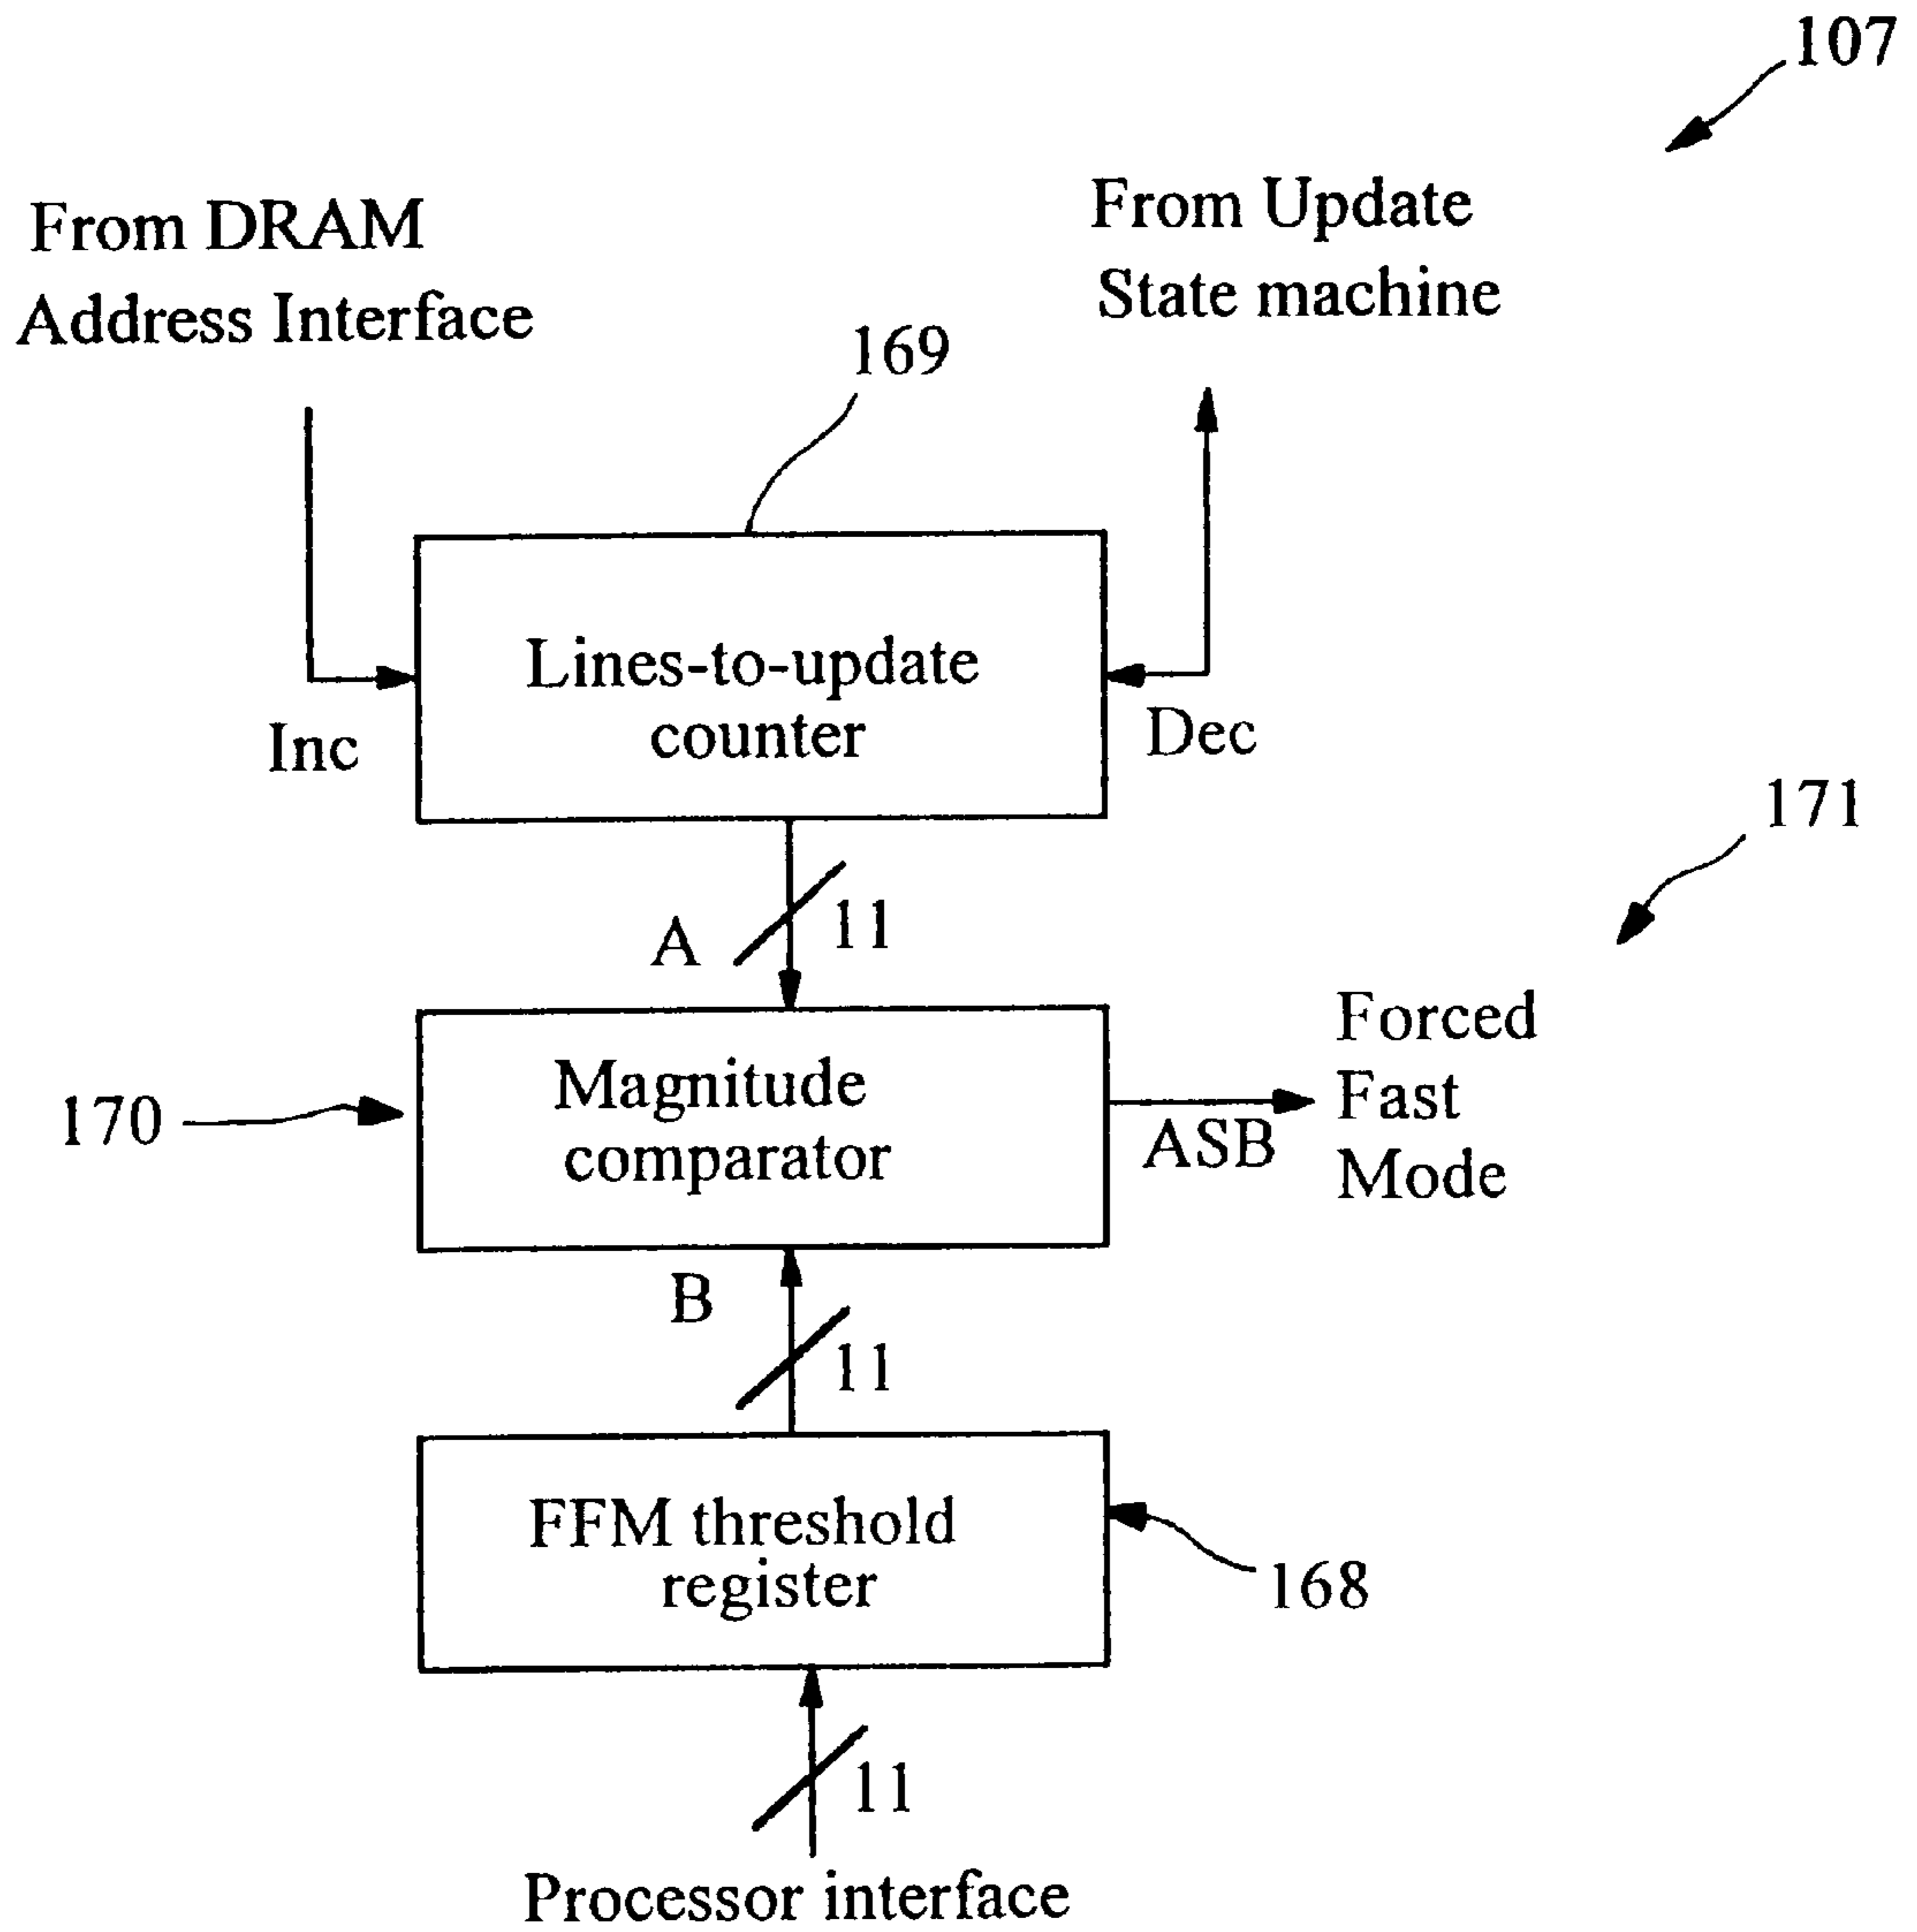 107
From DRAM
Address Interface
From Update
State machine
169
Lines-to-update
counter
Inc
Dec
171
A
11
Magnitude
comparator
170
ASB
Forced
Fast
Mode
B
11
FFM threshold
register
168
11
Processor interface